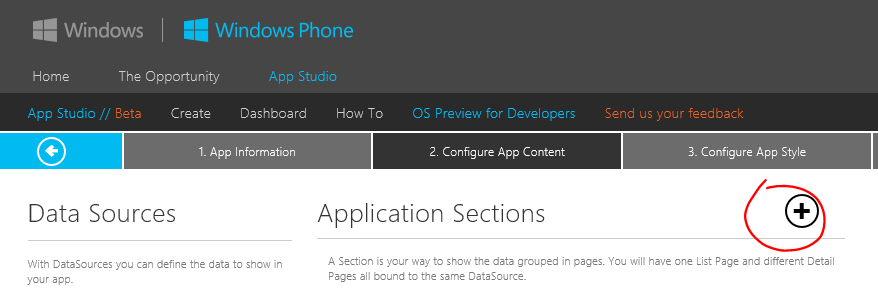 Windows | Windows Phone
Home The Opportunity App Studio
App Studio // Beta Create Dashboard How To OS Preview for Developers Send us your feedback
1. App Information 2. Configure App Content 3. Configure App Style
Data Sources Application Sections
With DataSources you can define the data to show in
your app.
A Section is your way to show the data grouped in pages. You will have one List Page and different Detail
Pages all bound to the same DataSource.